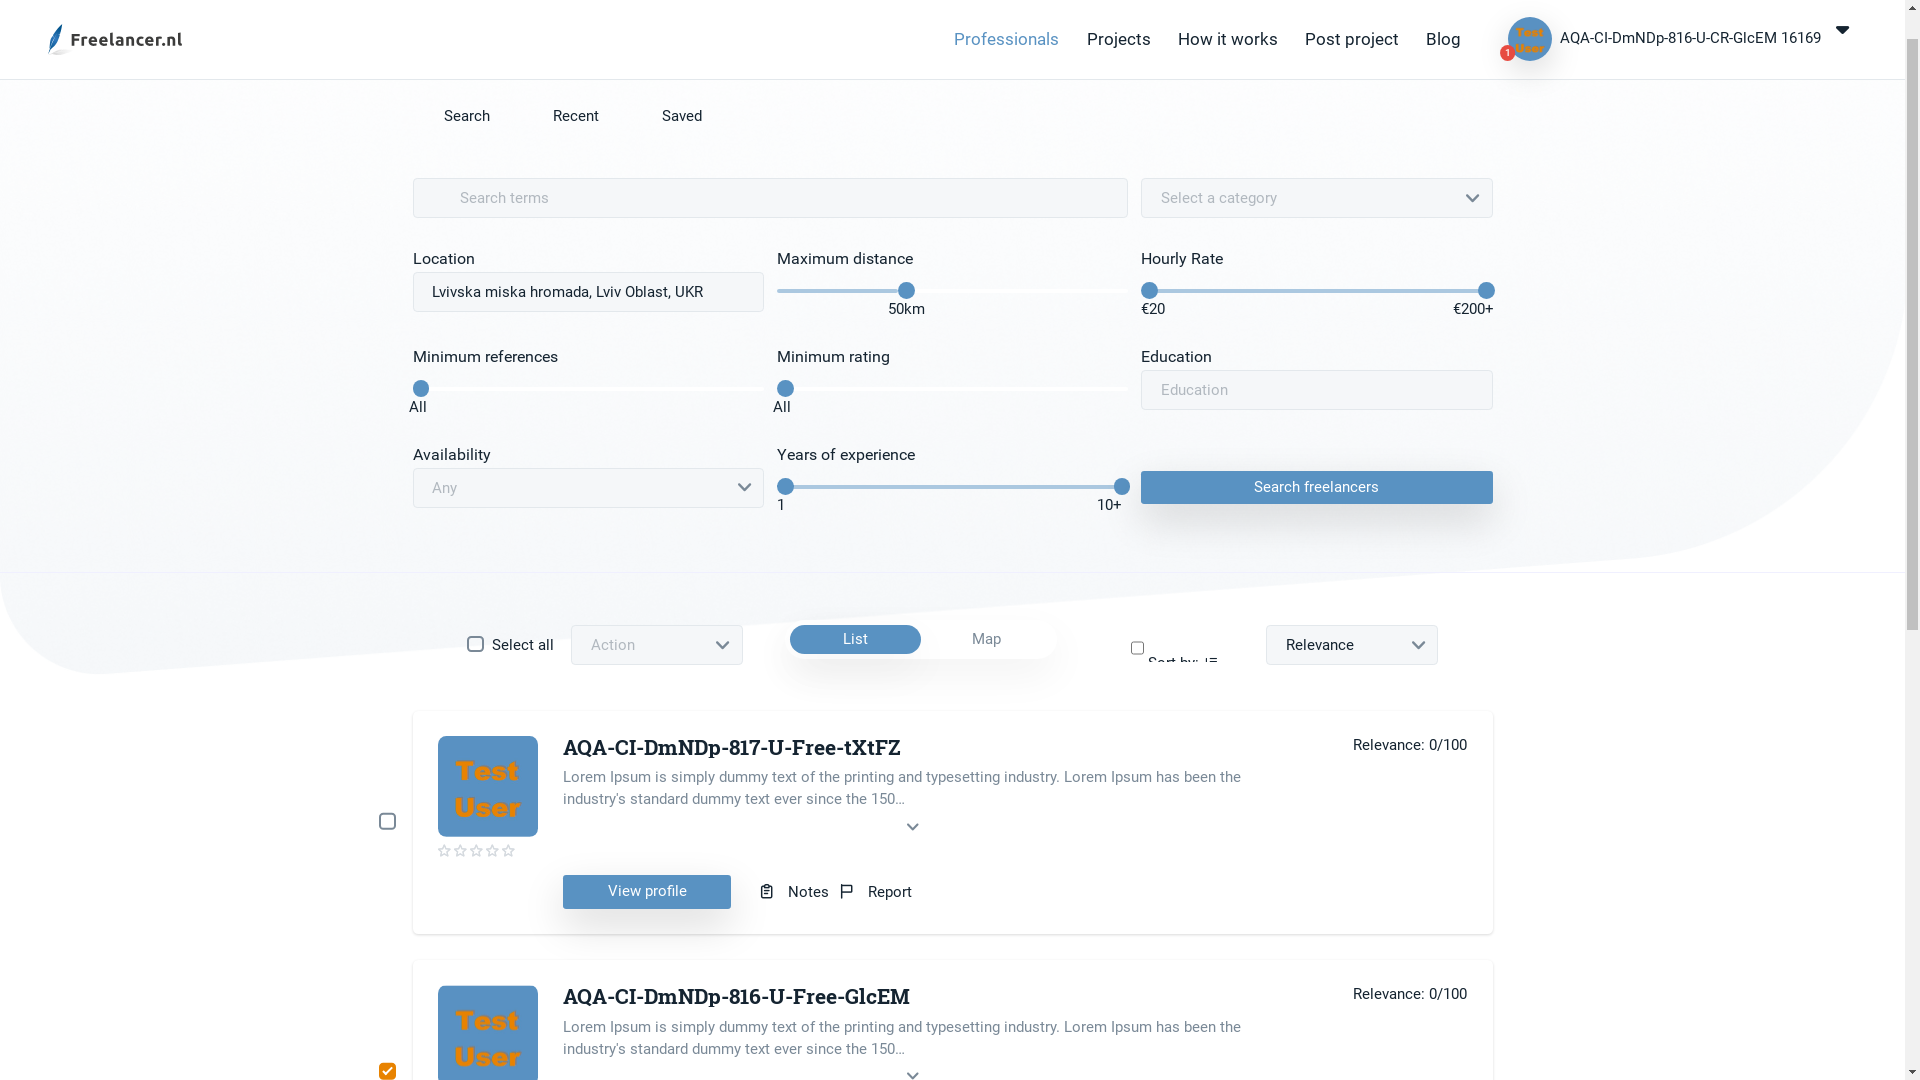 Freelancer.nl
Professionals
Projects
How it works
Post project
Blog
Test
User
1
AQA-CI-DmNDp-816-U-CR-GlcEM 16169
Search
Recent
Saved
Search terms
Select a category
Location
Maximum distance
Hourly Rate
Lvivska miska hromada, Lviv Oblast, UKR
50km
€20
€200+
Minimum references
Minimum rating
Education
All
All
Education
Availability
Years of experience
Any
1
10+
Search freelancers
Select all
Action
List
Map
Sort by:
Relevance
Test
User
AQA-CI-DmNDp-817-U-Free-tXtFZ
Relevance: 0/100
Lorem Ipsum is simply dummy text of the printing and typesetting industry. Lorem Ipsum has been the
industry's standard dummy text ever since the 150...
View profile
Notes
Report
Test
User
AQA-CI-DmNDp-816-U-Free-GlcEM
Relevance: 0/100
Lorem Ipsum is simply dummy text of the printing and typesetting industry. Lorem Ipsum has been the
industry's standard dummy text ever since the 150...